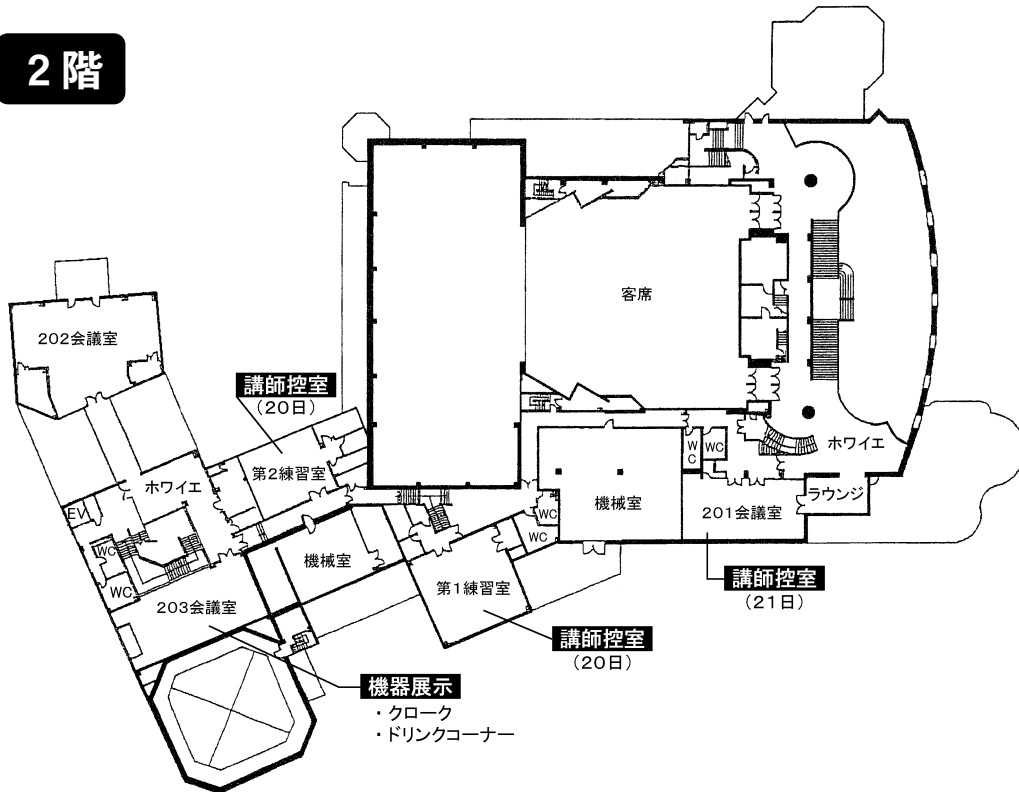 2階
客席
202会議室
講師控室
(20日)
ホワイエ
WC
WC
第2練習室
ホワイエ
ラウンジ
EV
機械室
201会議室
WC
WC
機械室
WC
WC
第1練習室
203会議室
講師控室
(21日)
講師控室
(20日)
機器展示
・クローク
・ドリンクコーナー